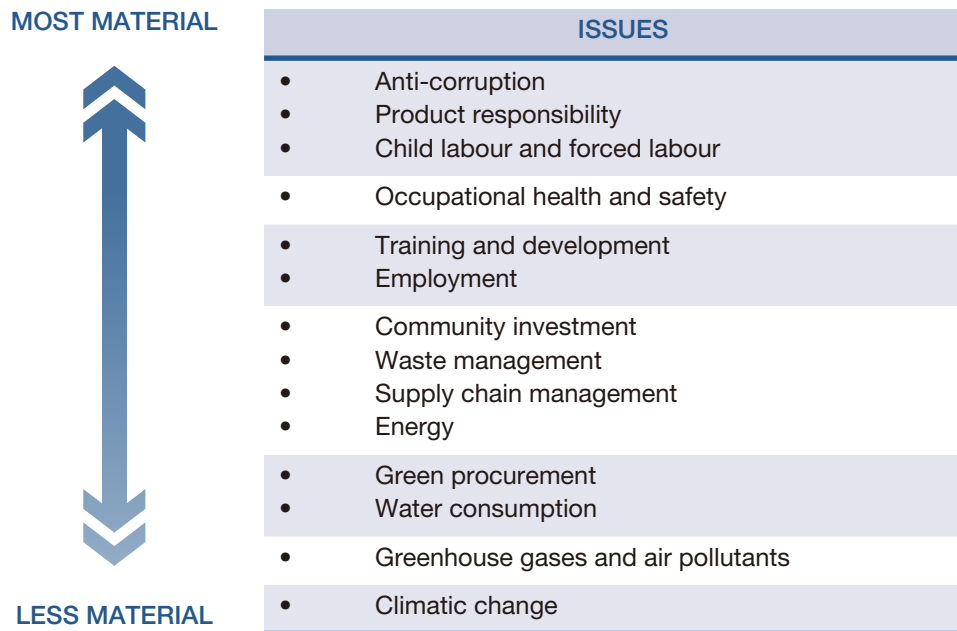 MOST MATERIAL
ISSUES
• Anti-corruption
• Product responsibility
• Child labour and forced labour
• Occupational health and safety
• Training and development
• Employment
• Community investment
• Waste management
• Supply chain management
• Energy
• Green procurement
• Water consumption
• Greenhouse gases and air pollutants
• Climatic change
LESS MATERIAL